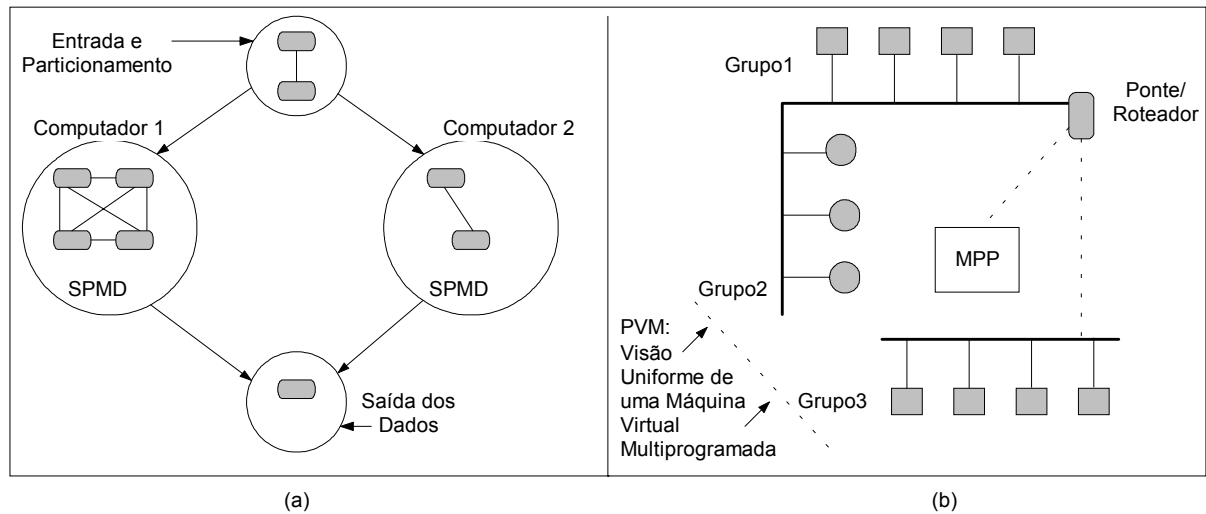 Entrada e
Particionamento
Computador 1
Computador 2
SPMD
SPMD
Saída dos
Dados
(a)
Grupo1
Ponte/
Roteador
MPP
Grupo2
PVM:
Visão
Uniforme de
uma Máquina
Virtual
Multiprogramada
Grupo3
(b)